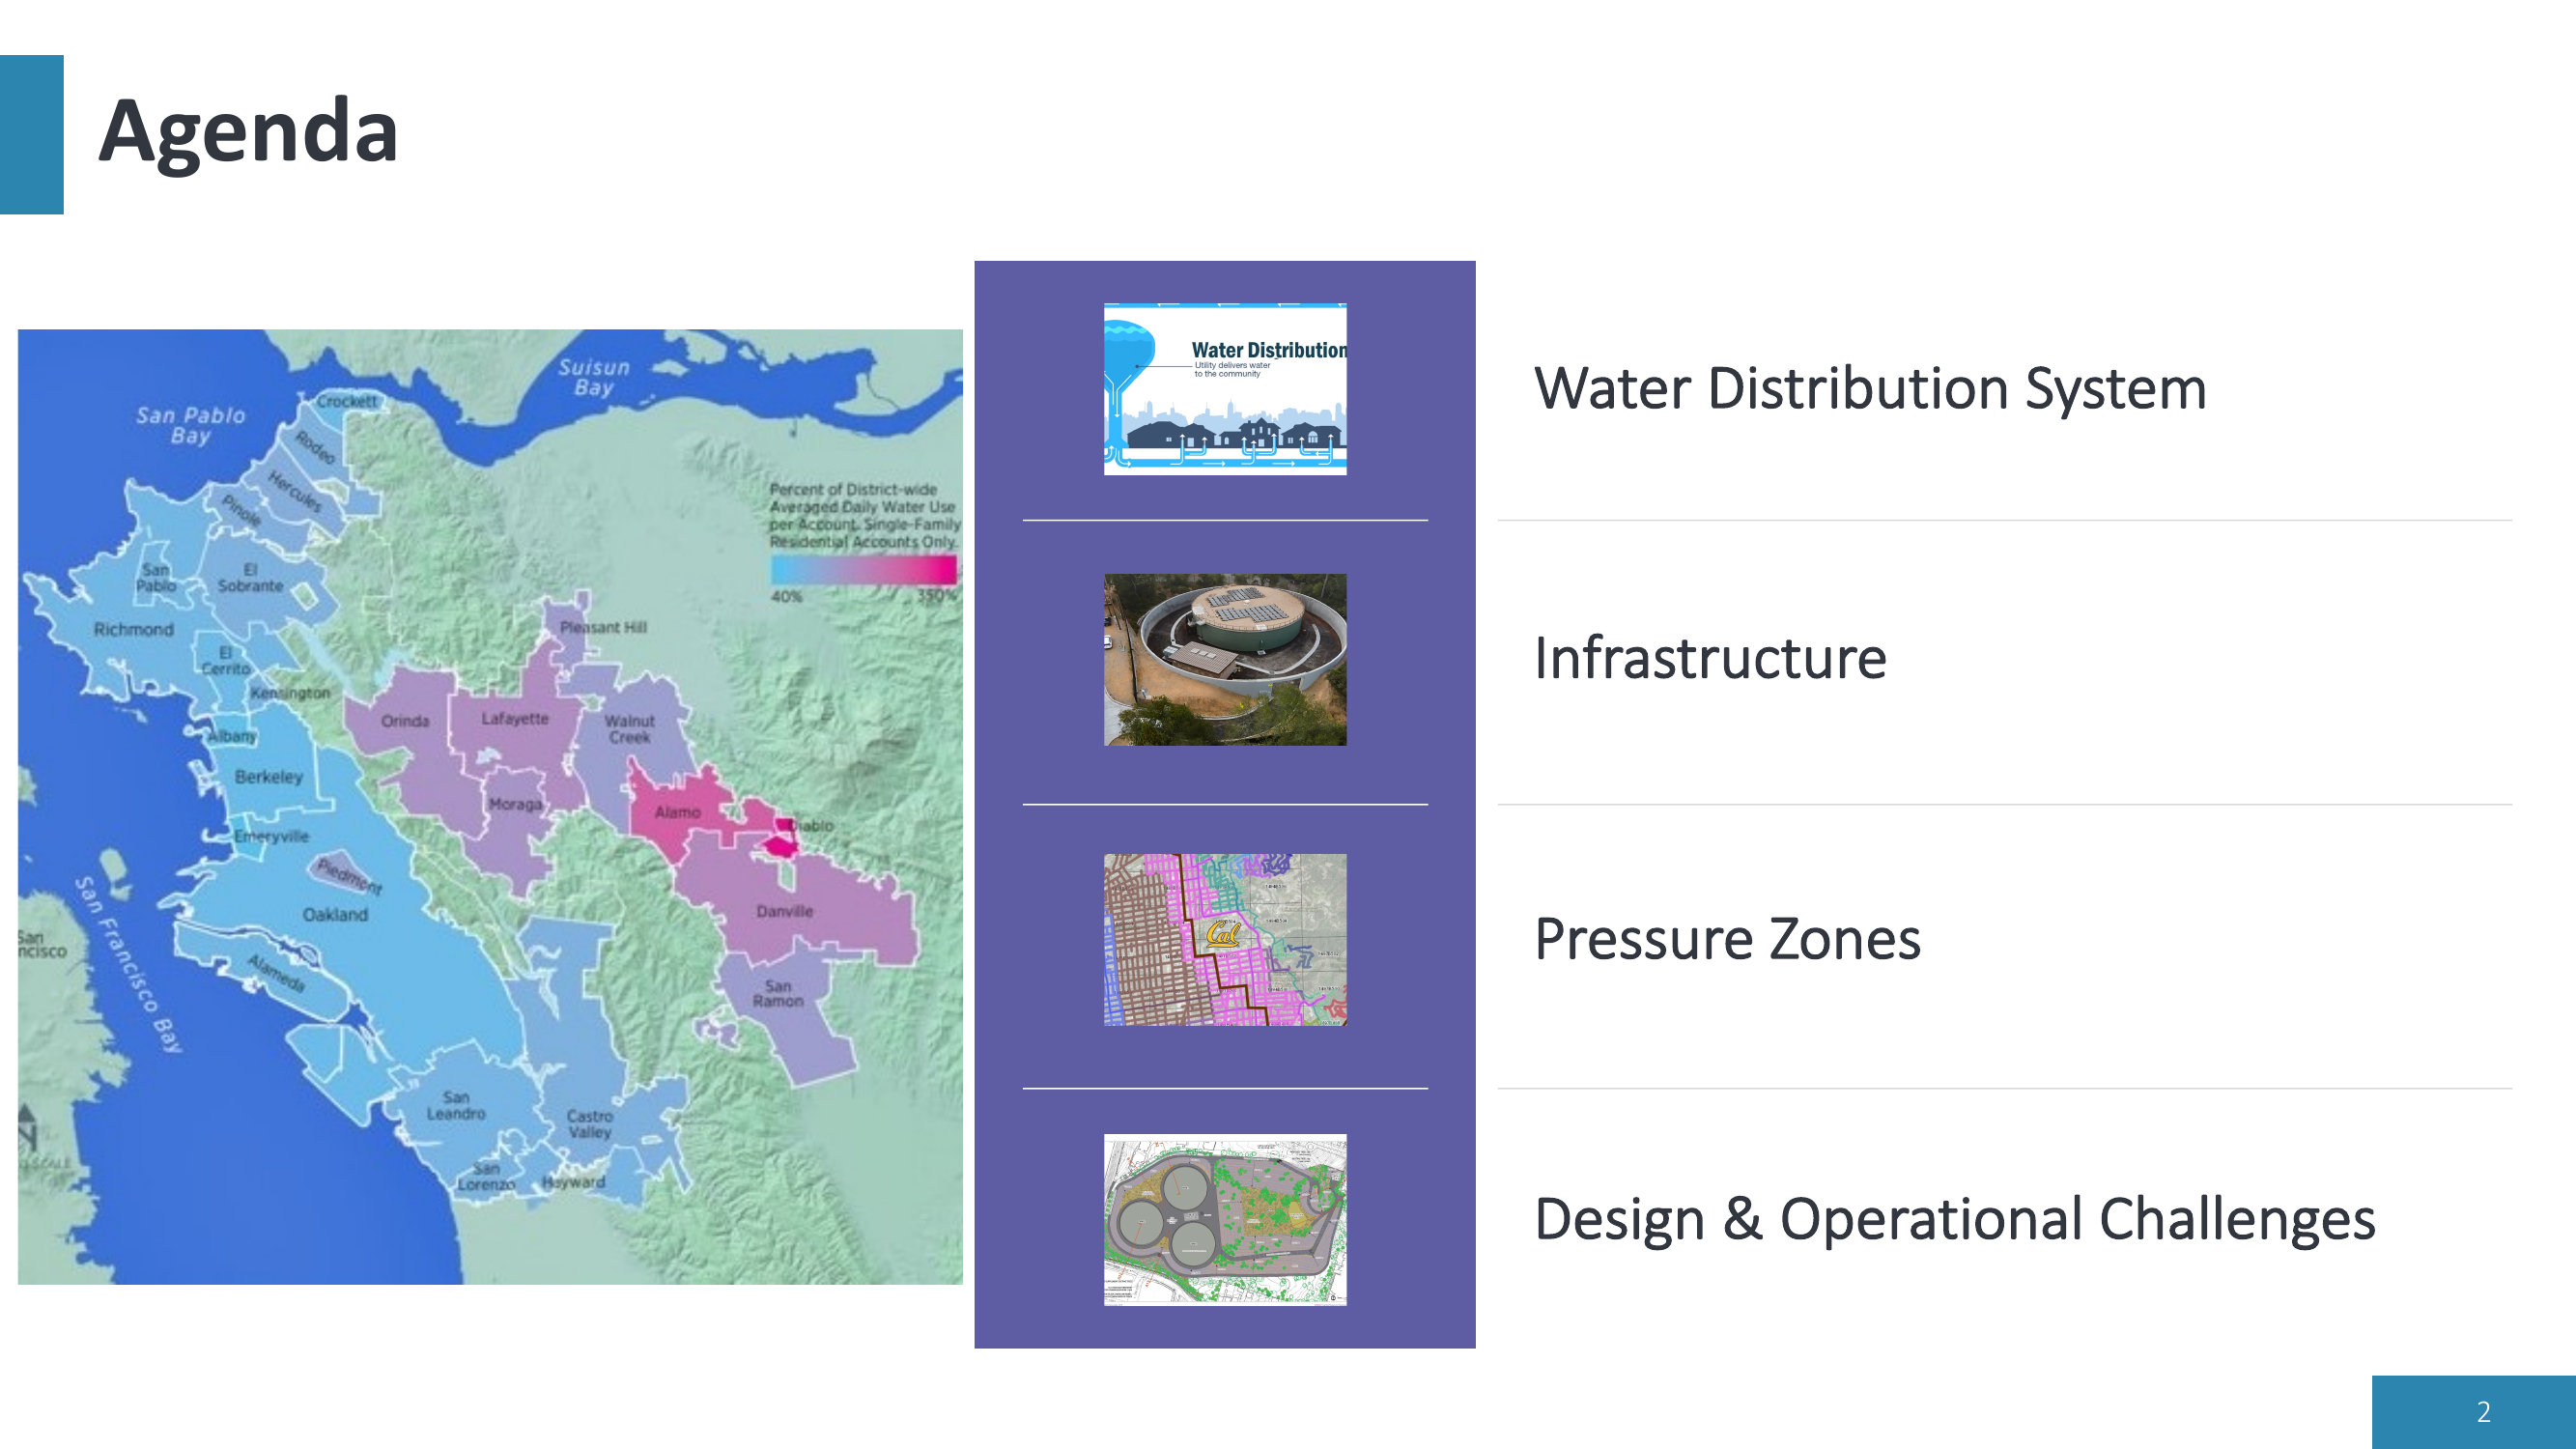 Agenda
Suisun
Bay
San Pablo
Bay
Crockett
Rodeo
Hercules
Pinole
Percent of District-wide
Averaged Daily Water Use
per Account. Single-Family
Residential Accounts Only.
40%
350%
San
Pablo
El
Sobrante
Richmond
El
Cerrito
Kensington
Pleasant Hill
Orinda
Lafayette
Walnut
Creek
Albany
Berkeley
Moraga
Alamo
Diablo
Emeryville
Piedmont
Oakland
Danville
San Francisco Bay
San
ncisco
Alameda
San
Ramon
San
Leandro
Castro
Valley
San
Lorenzo
Hayward
N
SCALE
Water Distribution
Utility delivers water
to the community
Cal
Water Distribution System
Infrastructure
Pressure Zones
Design & Operational Challenges
2